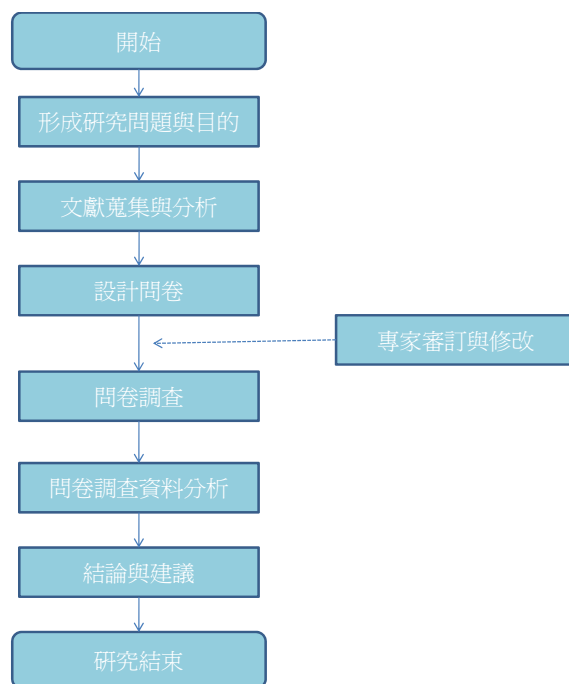 開始
形成研究問題與目的
文獻蒐集與分析
設計問卷
專家審訂與修改
問卷調查
問卷調查資料分析
結論與建議
研究結束